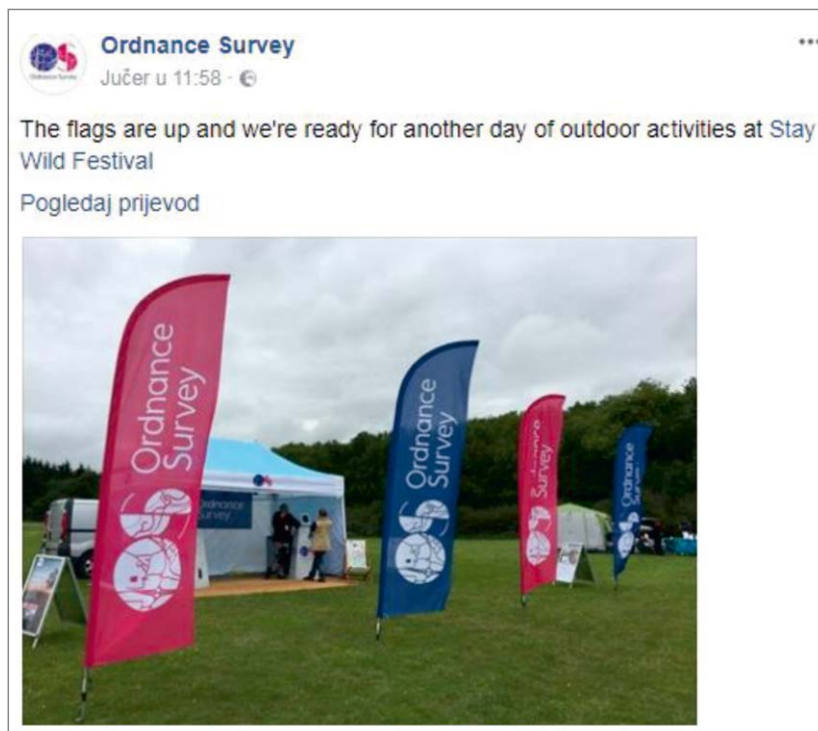 Ordnance Survey
Jučer u 11:58 ·
The flags are up and we're ready for another day of outdoor activities at Stay
Wild Festival
Pogledaj prijevod
Ordnance
Survey
Ordnance
Survey
Ordnance
Survey
Ordnance
Survey
Ordnance
Survey